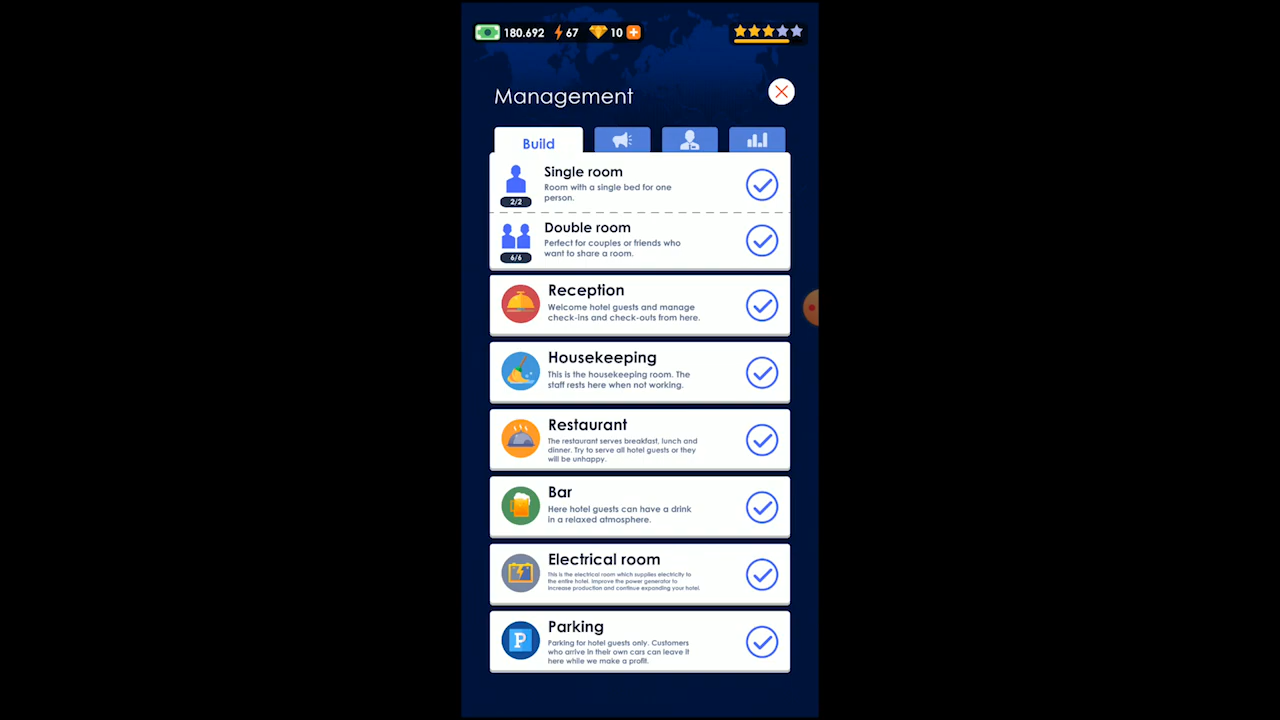 180.692 67 10
Management
Build
Single room
Room with a single bed for one
person.
2/2
Double room
Perfect for couples or friends who
want to share a room.
6/6
Reception
Welcome hotel guests and manage
check-ins and check-outs from here.
Housekeeping
This is the housekeeping room. The
staff rests here when not working.
Restaurant
The restaurant serves breakfast, lunch and
dinner. Try to serve all hotel guests or they
will be unhappy.
Bar
Here hotel guests can have a drink
in a relaxed atmosphere.
Electrical room
This is the electrical room which supplies electricity to
the entire hotel. Improve the power generator to
increase production and continue expanding your hotel.
Parking
P
Parking for hotel guests only. Customers
who arrive in their own cars can leave it
here while we make a profit.